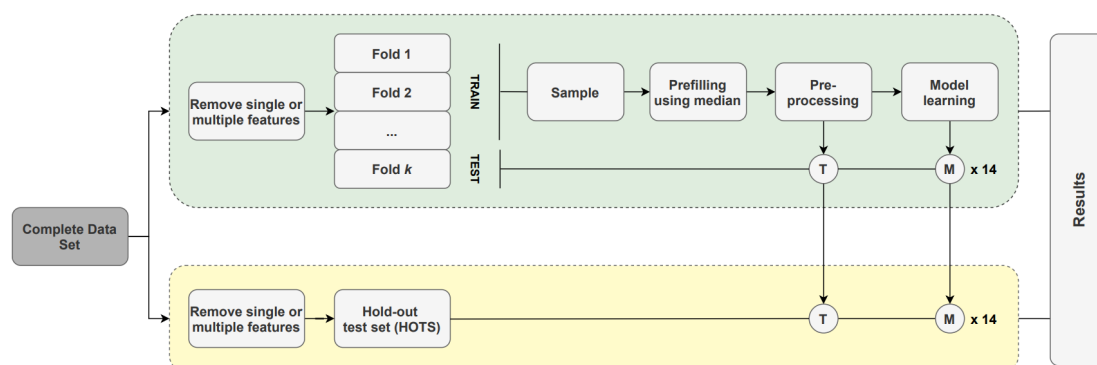 Complete Data
Set
Remove single or
multiple features
Fold 1
Fold 2
...
Fold k
TRAIN
TEST
Sample
Prefilling
using median
Pre-
processing
Model
learning
T
M
x 14
Remove single or
multiple features
Hold-out
test set (HOTS)
T
M
x 14
Results